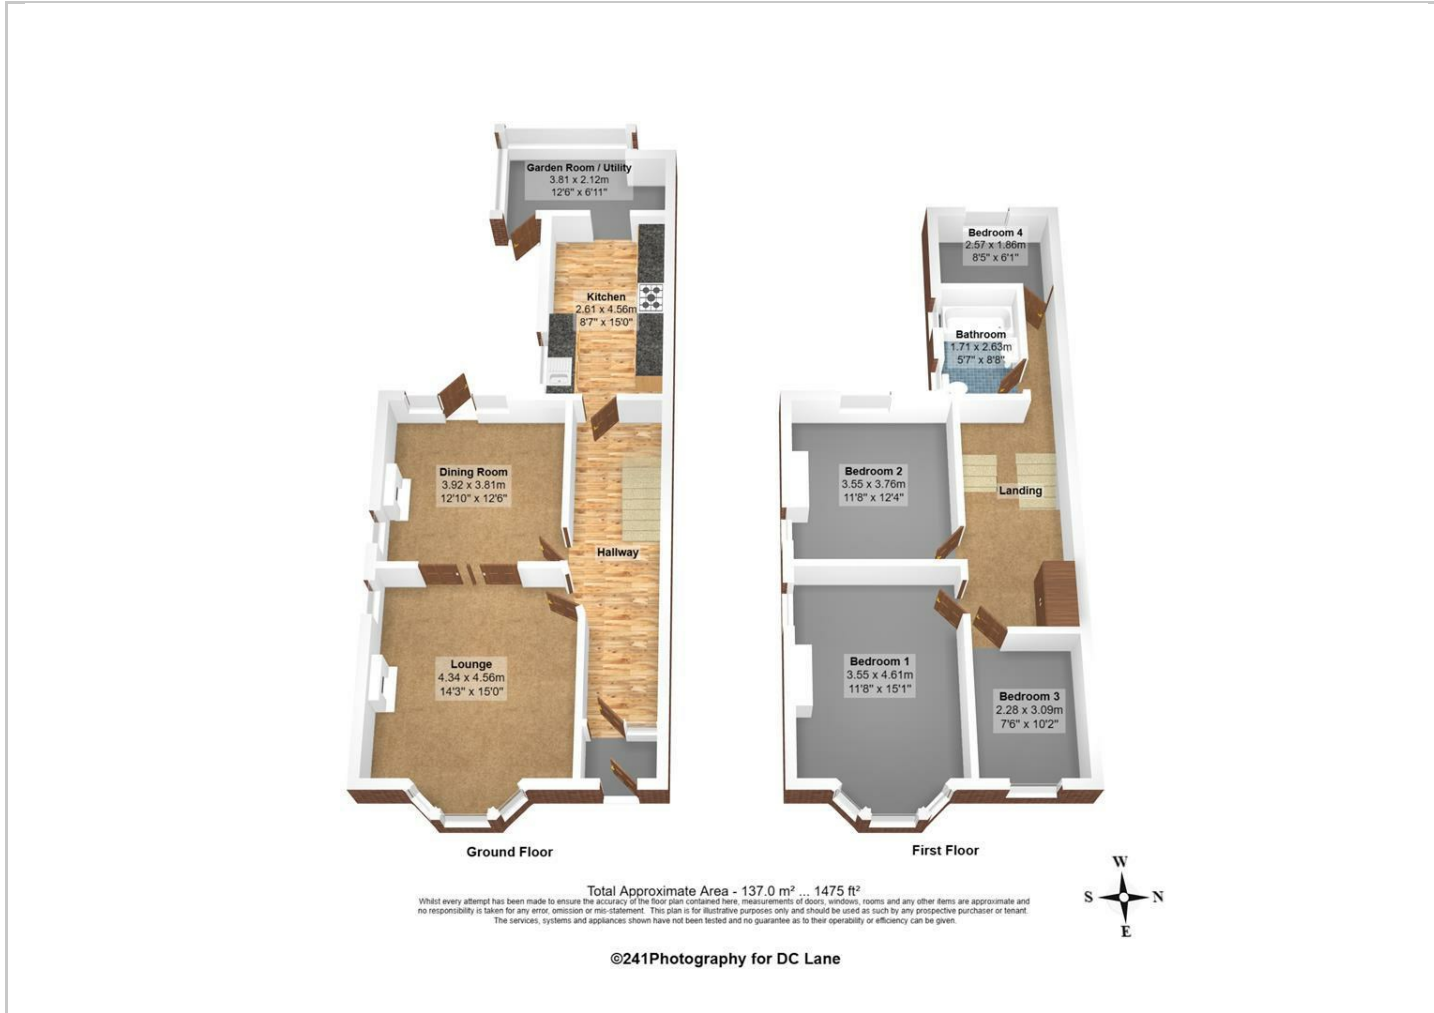 Garden Room / Utility
3.81 x 2.12m
12'6" x 6'11"
Kitchen
2.61 x 4.56m
8'7" x 15'0"
Dining Room
3.92 x 3.81m
12'10" x 12'6"
Hallway
Lounge
4.34 x 4.56m
14'3" x 15'0"
Ground Floor
Bedroom 4
2.57 x 1.86m
8'5" x 6'1"
Bathroom
1.71 x 2.63m
5'7" x 8'8"
Bedroom 2
3.55 x 3.76m
11'8" x 12'4"
Landing
Bedroom 1
3.55 x 4.61m
11'8" x 15'1"
Bedroom 3
2.28 x 3.09m
7'6" x 10'2"
First Floor
W
S
N
E
Total Approximate Area - 137.0 m² ... 1475 ft²
Whilst every attempt has been made to ensure the accuracy of the floor plan contained here, measurements of doors, windows, rooms and any other items are approximate and
no responsibility is taken for any error, omission or mis-statement. This plan is for illustrative purposes only and should be used as such by any prospective purchaser or tenant.
The services, systems and appliances shown have not been tested and no guarantee as to their operability or efficiency can be given.
©241Photography for DC Lane